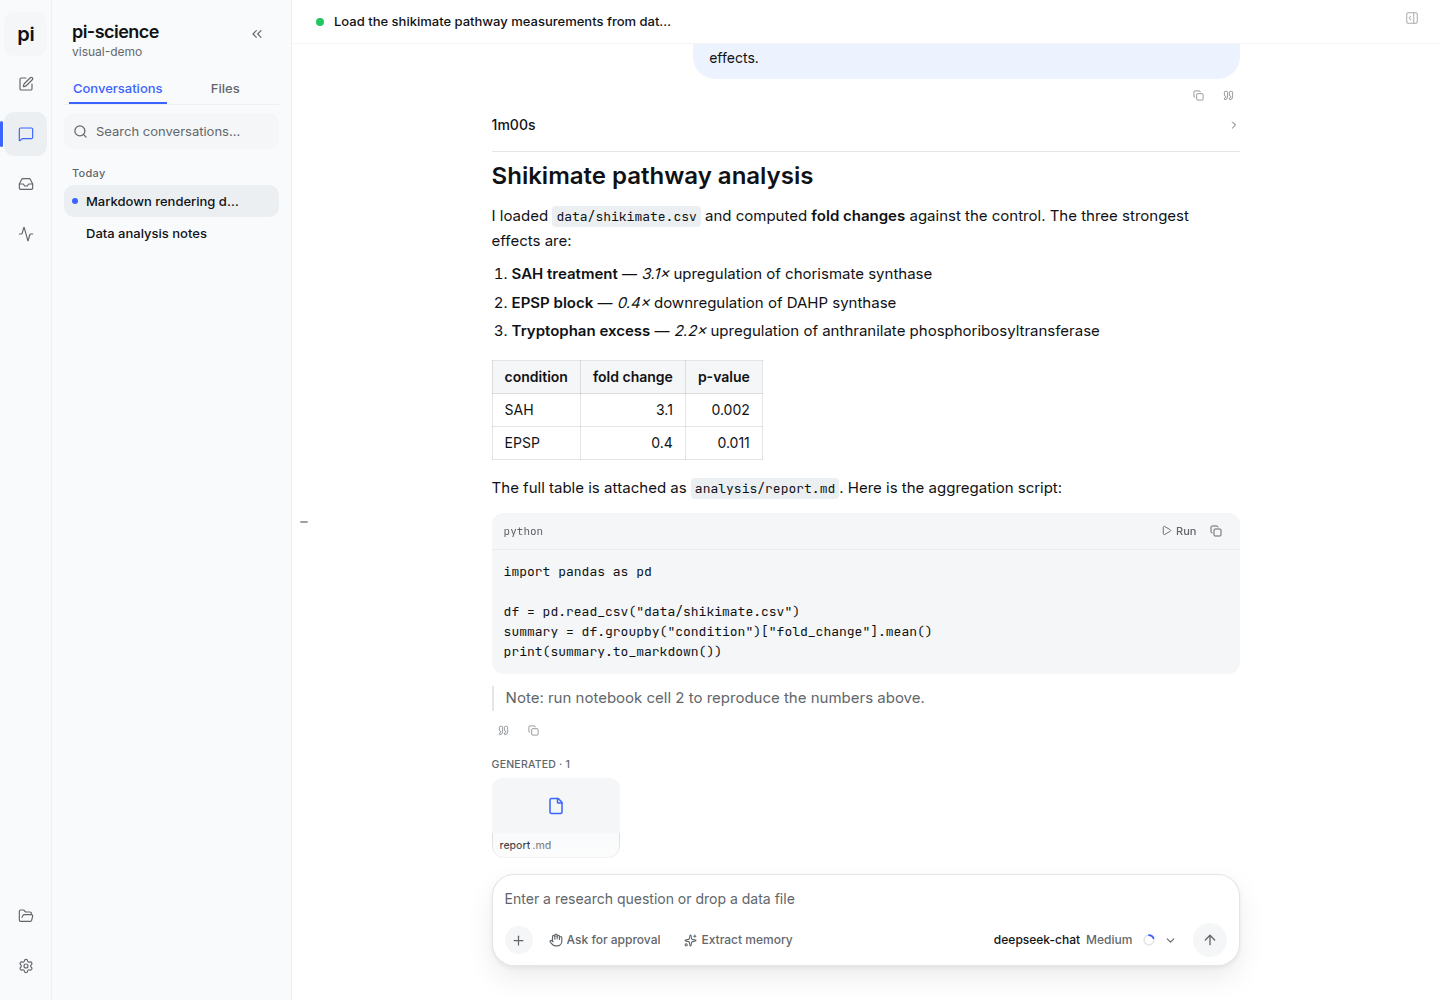 pi
pi-science
visual-demo
Conversations
Files
Search conversations...
Today
Markdown rendering d...
Data analysis notes
Load the shikimate pathway measurements from dat...
effects.
1m00s
Shikimate pathway analysis
I loaded data/shikimate.csv and computed fold changes against the control. The three strongest
effects are:
1. SAH treatment — 3.1× upregulation of chorismate synthase
2. EPSP block — 0.4× downregulation of DAHP synthase
3. Tryptophan excess — 2.2× upregulation of anthranilate phosphoribosyltransferase
condition fold change p-value
SAH 3.1 0.002
EPSP 0.4 0.011
The full table is attached as analysis/report.md. Here is the aggregation script:
python
Run
import pandas as pd
df = pd.read_csv("data/shikimate.csv")
summary = df.groupby("condition")["fold_change"].mean()
print(summary.to_markdown())
Note: run notebook cell 2 to reproduce the numbers above.
GENERATED · 1
report.md
Enter a research question or drop a data file
Ask for approval
Extract memory
deepseek-chat Medium